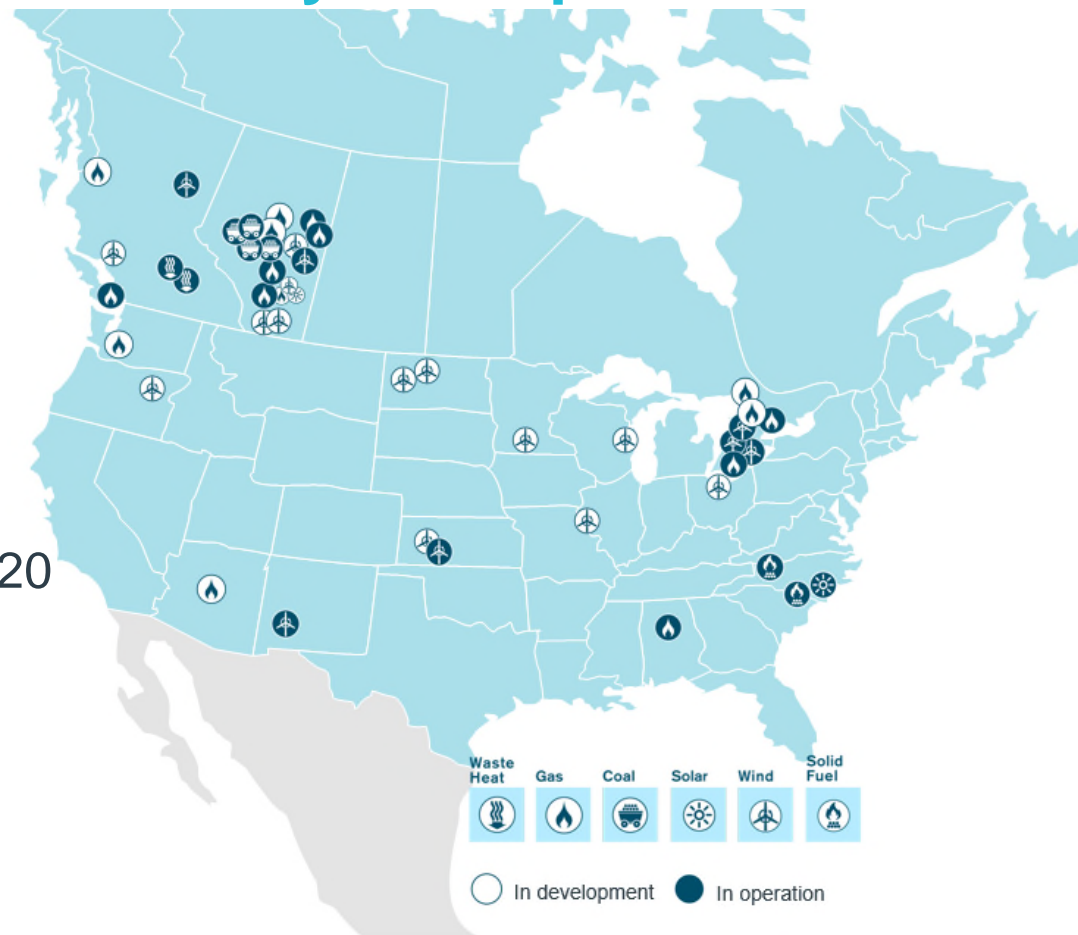 20
Waste
Heat
Gas
Coal
Solar
Wind
Solid
Fuel
In development
In operation